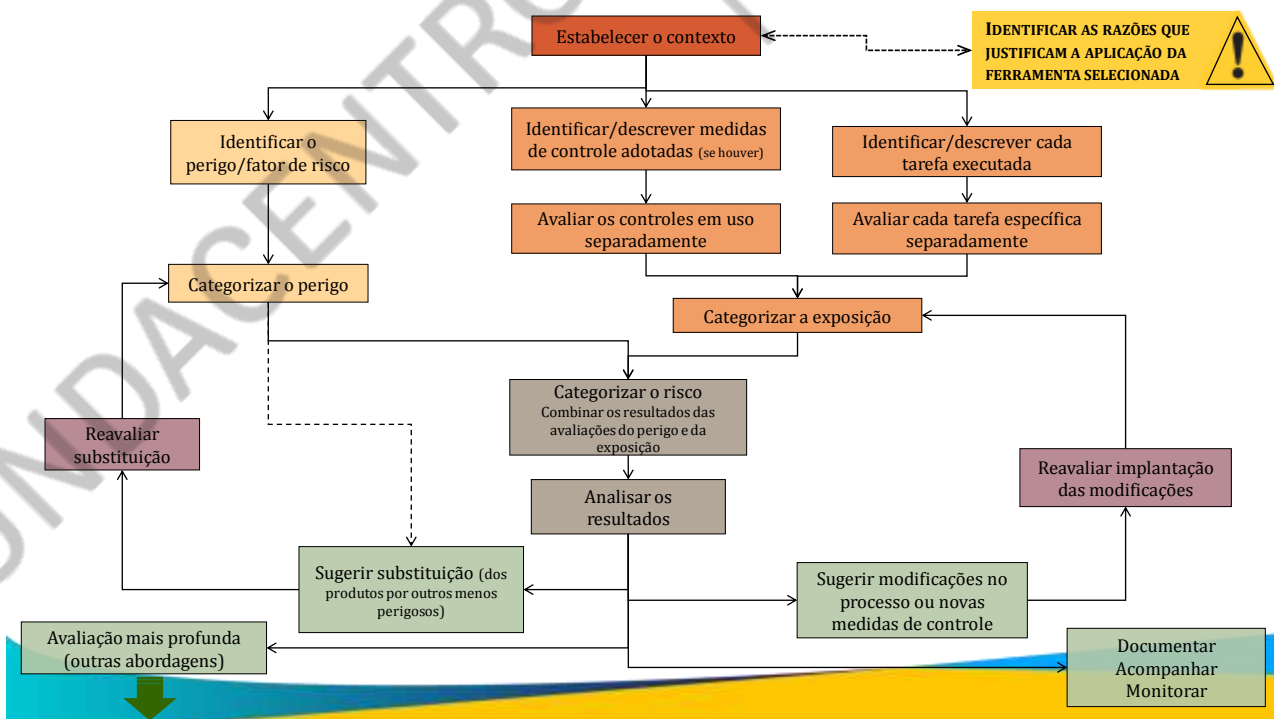 Estabelecer o contexto
IDENTIFICAR AS RAZÕES QUE
JUSTIFICAM A APLICAÇÃO DA
FERRAMENTA SELECIONADA
Identificar o
perigo/fator de risco
Identificar/descrever medidas
de controle adotadas (se houver)
Identificar/descrever cada
tarefa executada
Avaliar os controles em uso
separadamente
Avaliar cada tarefa específica
separadamente
Categorizar o perigo
Categorizar a exposição
Categorizar o risco
Combinar os resultados das
avaliações do perigo e da
exposição
Reavaliar
substituição
Reavaliar implantação
das modificações
Analisar os
resultados
Sugerir substituição (dos
produtos por outros menos
perigosos)
Sugerir modificações no
processo ou novas
medidas de controle
Avaliação mais profunda
(outras abordagens)
Documentar
Acompanhar
Monitorar
UNDACENTRO